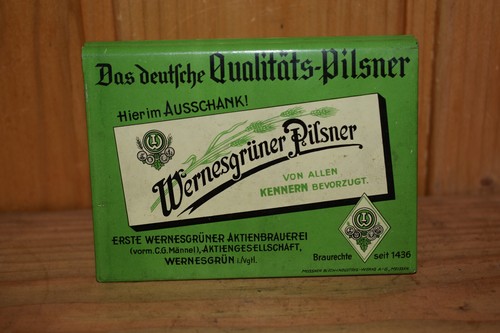 Das deutsche Qualitäts-Pilsner
Hier im AUSSCHANK!
Wernesgrüner Pilsner
VON ALLEN
KENNERN BEVORZUGT.
ERSTE WERNESGRÜNER AKTIENBRAUEREI
(vorm. C.G. Männel), AKTIENGESELLSCHAFT,
WERNESGRÜN i./Vgtl.
Braurechte seit 1436